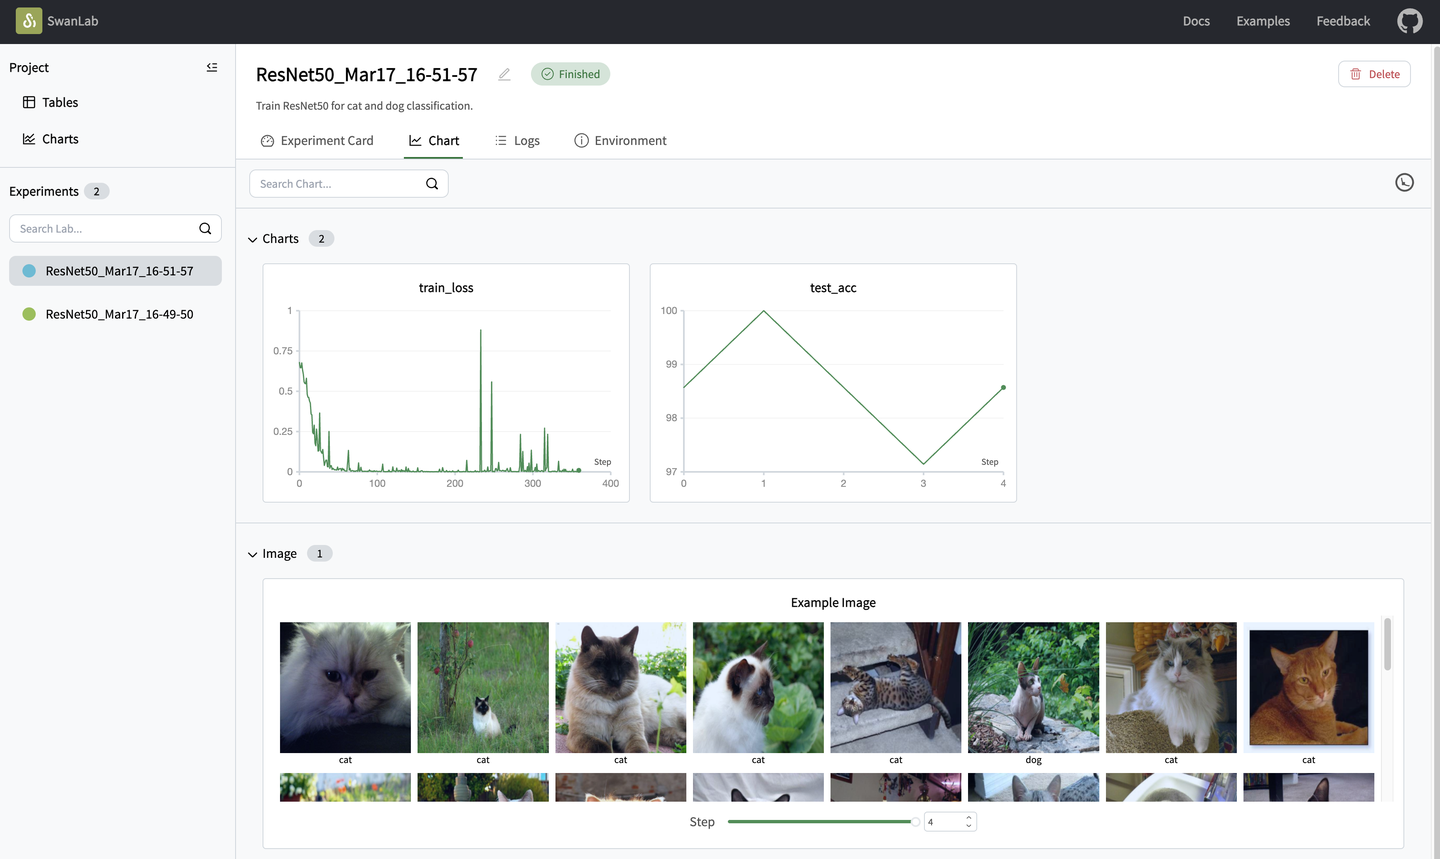 SwanLab
Docs
Examples
Feedback
Project
Tables
Charts
Experiments 2
Search Lab...
ResNet50_Mar17_16-51-57
ResNet50_Mar17_16-49-50
ResNet50_Mar17_16-51-57
Finished
Delete
Train ResNet50 for cat and dog classification.
Experiment Card
Chart
Logs
Environment
Search Chart...
Charts 2
train_loss
1
0.75
0.5
0.25
0
Step
0 100 200 300 400
test_acc
100
99
98
97
Step
0 1 2 3 4
Image 1
Example Image
cat cat cat cat cat dog cat cat
Step 4